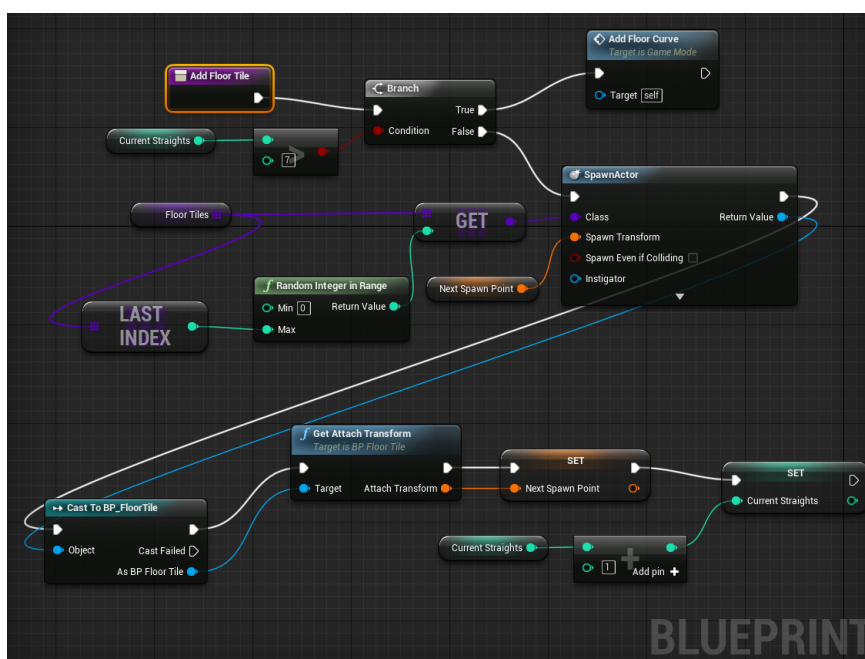 Add Floor Tile
Branch
True
Condition
False
Add Floor Curve
Target is Game Mode
Target self
Current Straights
>
7
SpawnActor
Class
Return Value
Spawn Transform
Spawn Even if Colliding
Instigator
Floor Tiles
GET
Random Integer in Range
Min 0
Return Value
Max
Next Spawn Point
LAST
INDEX
Get Attach Transform
Target is BP Floor Tile
Target
Attach Transform
SET
Next Spawn Point
SET
Current Straights
Cast To BP_FloorTile
Object
Cast Failed
As BP Floor Tile
Current Straights
+
1
Add pin +
BLUEPRINT